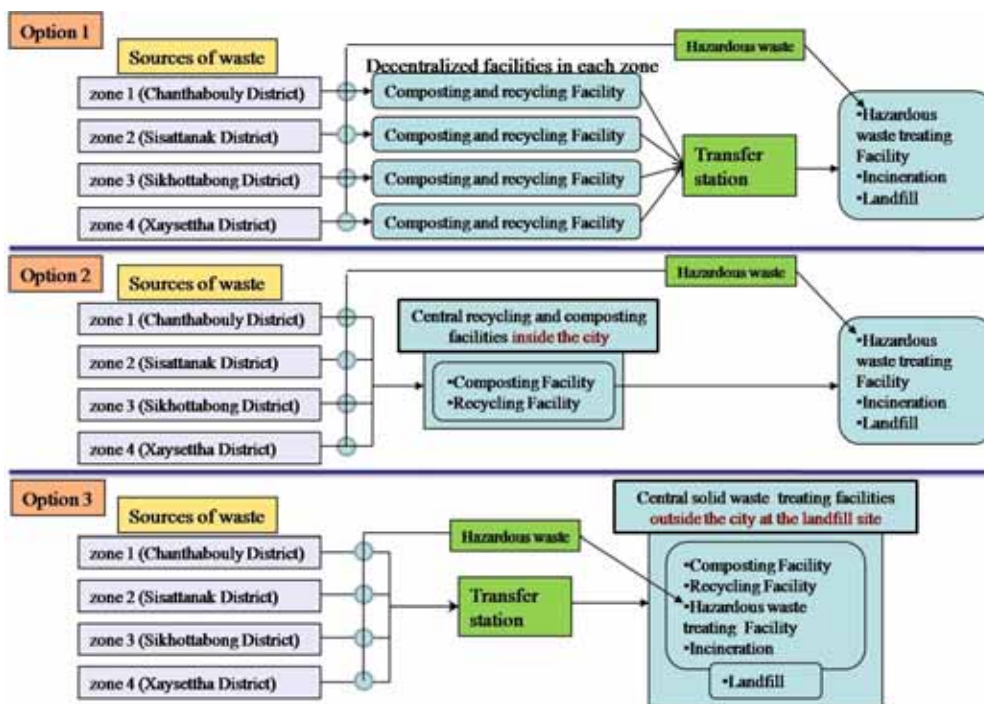 Option 1
Sources of waste
Hazardous waste
Decentralized facilities in each zone
zone 1 (Chanthabouly District)
Composting and recycling Facility
zone 2 (Sisattanak District)
Composting and recycling Facility
zone 3 (Sikhottabong District)
Composting and recycling Facility
zone 4 (Xaysettha District)
Composting and recycling Facility
Transfer
station
•Hazardous
waste treating
Facility
•Incineration
•Landfill
Option 2
Sources of waste
Hazardous waste
zone 1 (Chanthabouly District)
zone 2 (Sisattanak District)
zone 3 (Sikhottabong District)
zone 4 (Xaysettha District)
Central recycling and composting
facilities inside the city
•Composting Facility
•Recycling Facility
•Hazardous
waste treating
Facility
•Incineration
•Landfill
Option 3
Sources of waste
zone 1 (Chanthabouly District)
zone 2 (Sisattanak District)
zone 3 (Sikhottabong District)
zone 4 (Xaysettha District)
Hazardous waste
Transfer
station
Central solid waste treating facilities
outside the city at the landfill site
•Composting Facility
•Recycling Facility
•Hazardous waste
treating Facility
•Incineration
•Landfill